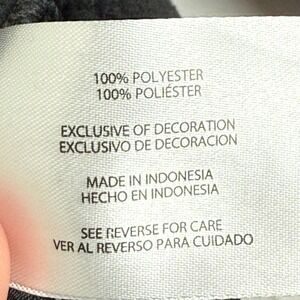 100% POLYESTER
100% POLIÉSTER
EXCLUSIVE OF DECORATION
EXCLUSIVO DE DECORACION
MADE IN INDONESIA
HECHO EN INDONESIA
SEE REVERSE FOR CARE
VER AL REVERSO PARA CUIDADO